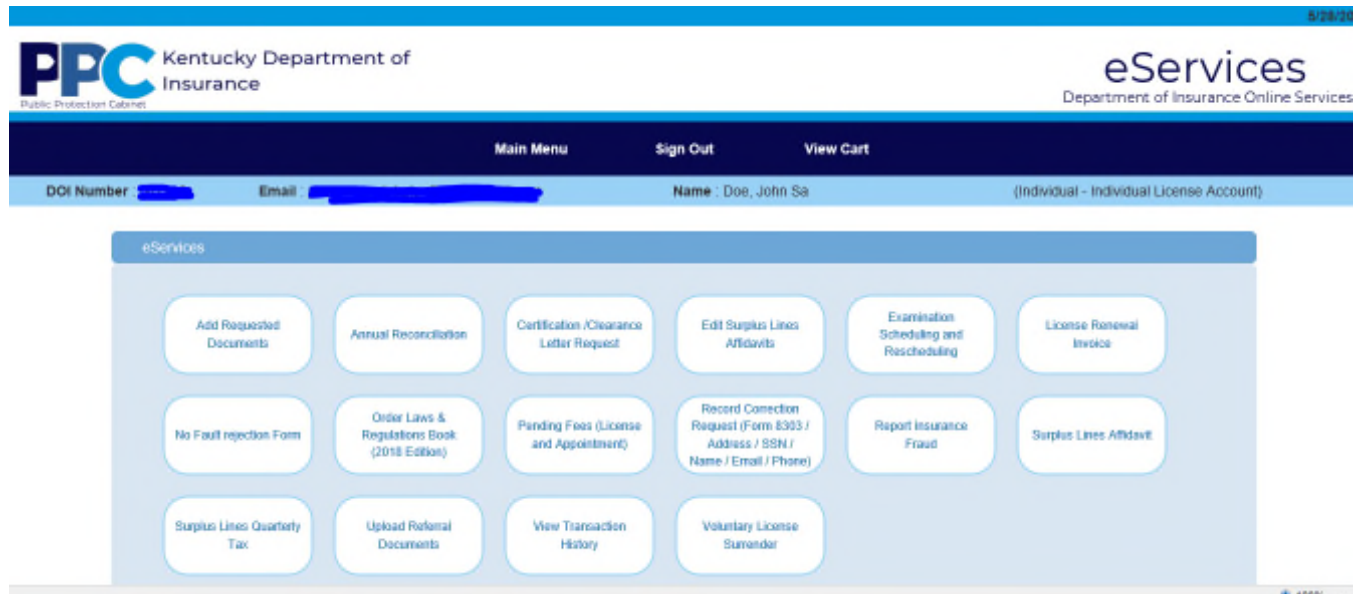 5/28/20
PPC
Kentucky Department of
Insurance
Public Protection Cabinet
eServices
Department of Insurance Online Services
Main Menu
Sign Out
View Cart
DOI Number :
Email :
Name : Doe, John Sa
(Individual - Individual License Account)
eServices
Add Requested
Documents
Annual Reconciliation
Certification /Clearance
Letter Request
Edit Surplus Lines
Affidavits
Examination
Scheduling and
Rescheduling
License Renewal
Invoice
No Fault rejection Form
Order Laws &
Regulations Book
(2018 Edition)
Pending Fees (License
and Appointment)
Record Correction
Request (Form 8303 /
Address / SSN /
Name / Email / Phone)
Report Insurance
Fraud
Surplus Lines Affidavit
Surplus Lines Quarterly
Tax
Upload Referral
Documents
View Transaction
History
Voluntary License
Surrender